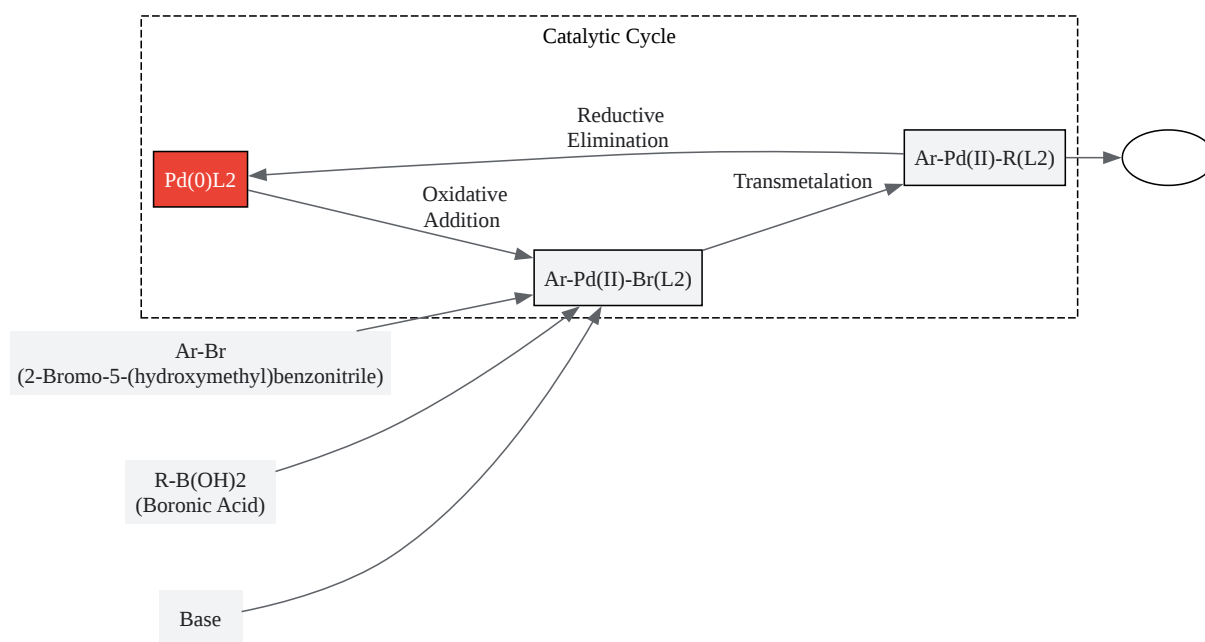 Catalytic Cycle
Reductive
Elimination
Ar-Pd(II)-R(L2)
Pd(0)L2
Transmetalation
Oxidative
Addition
Ar-Pd(II)-Br(L2)
Ar-Br
(2-Bromo-5-(hydroxymethyl)benzonitrile)
R-B(OH)2
(Boronic Acid)
Base